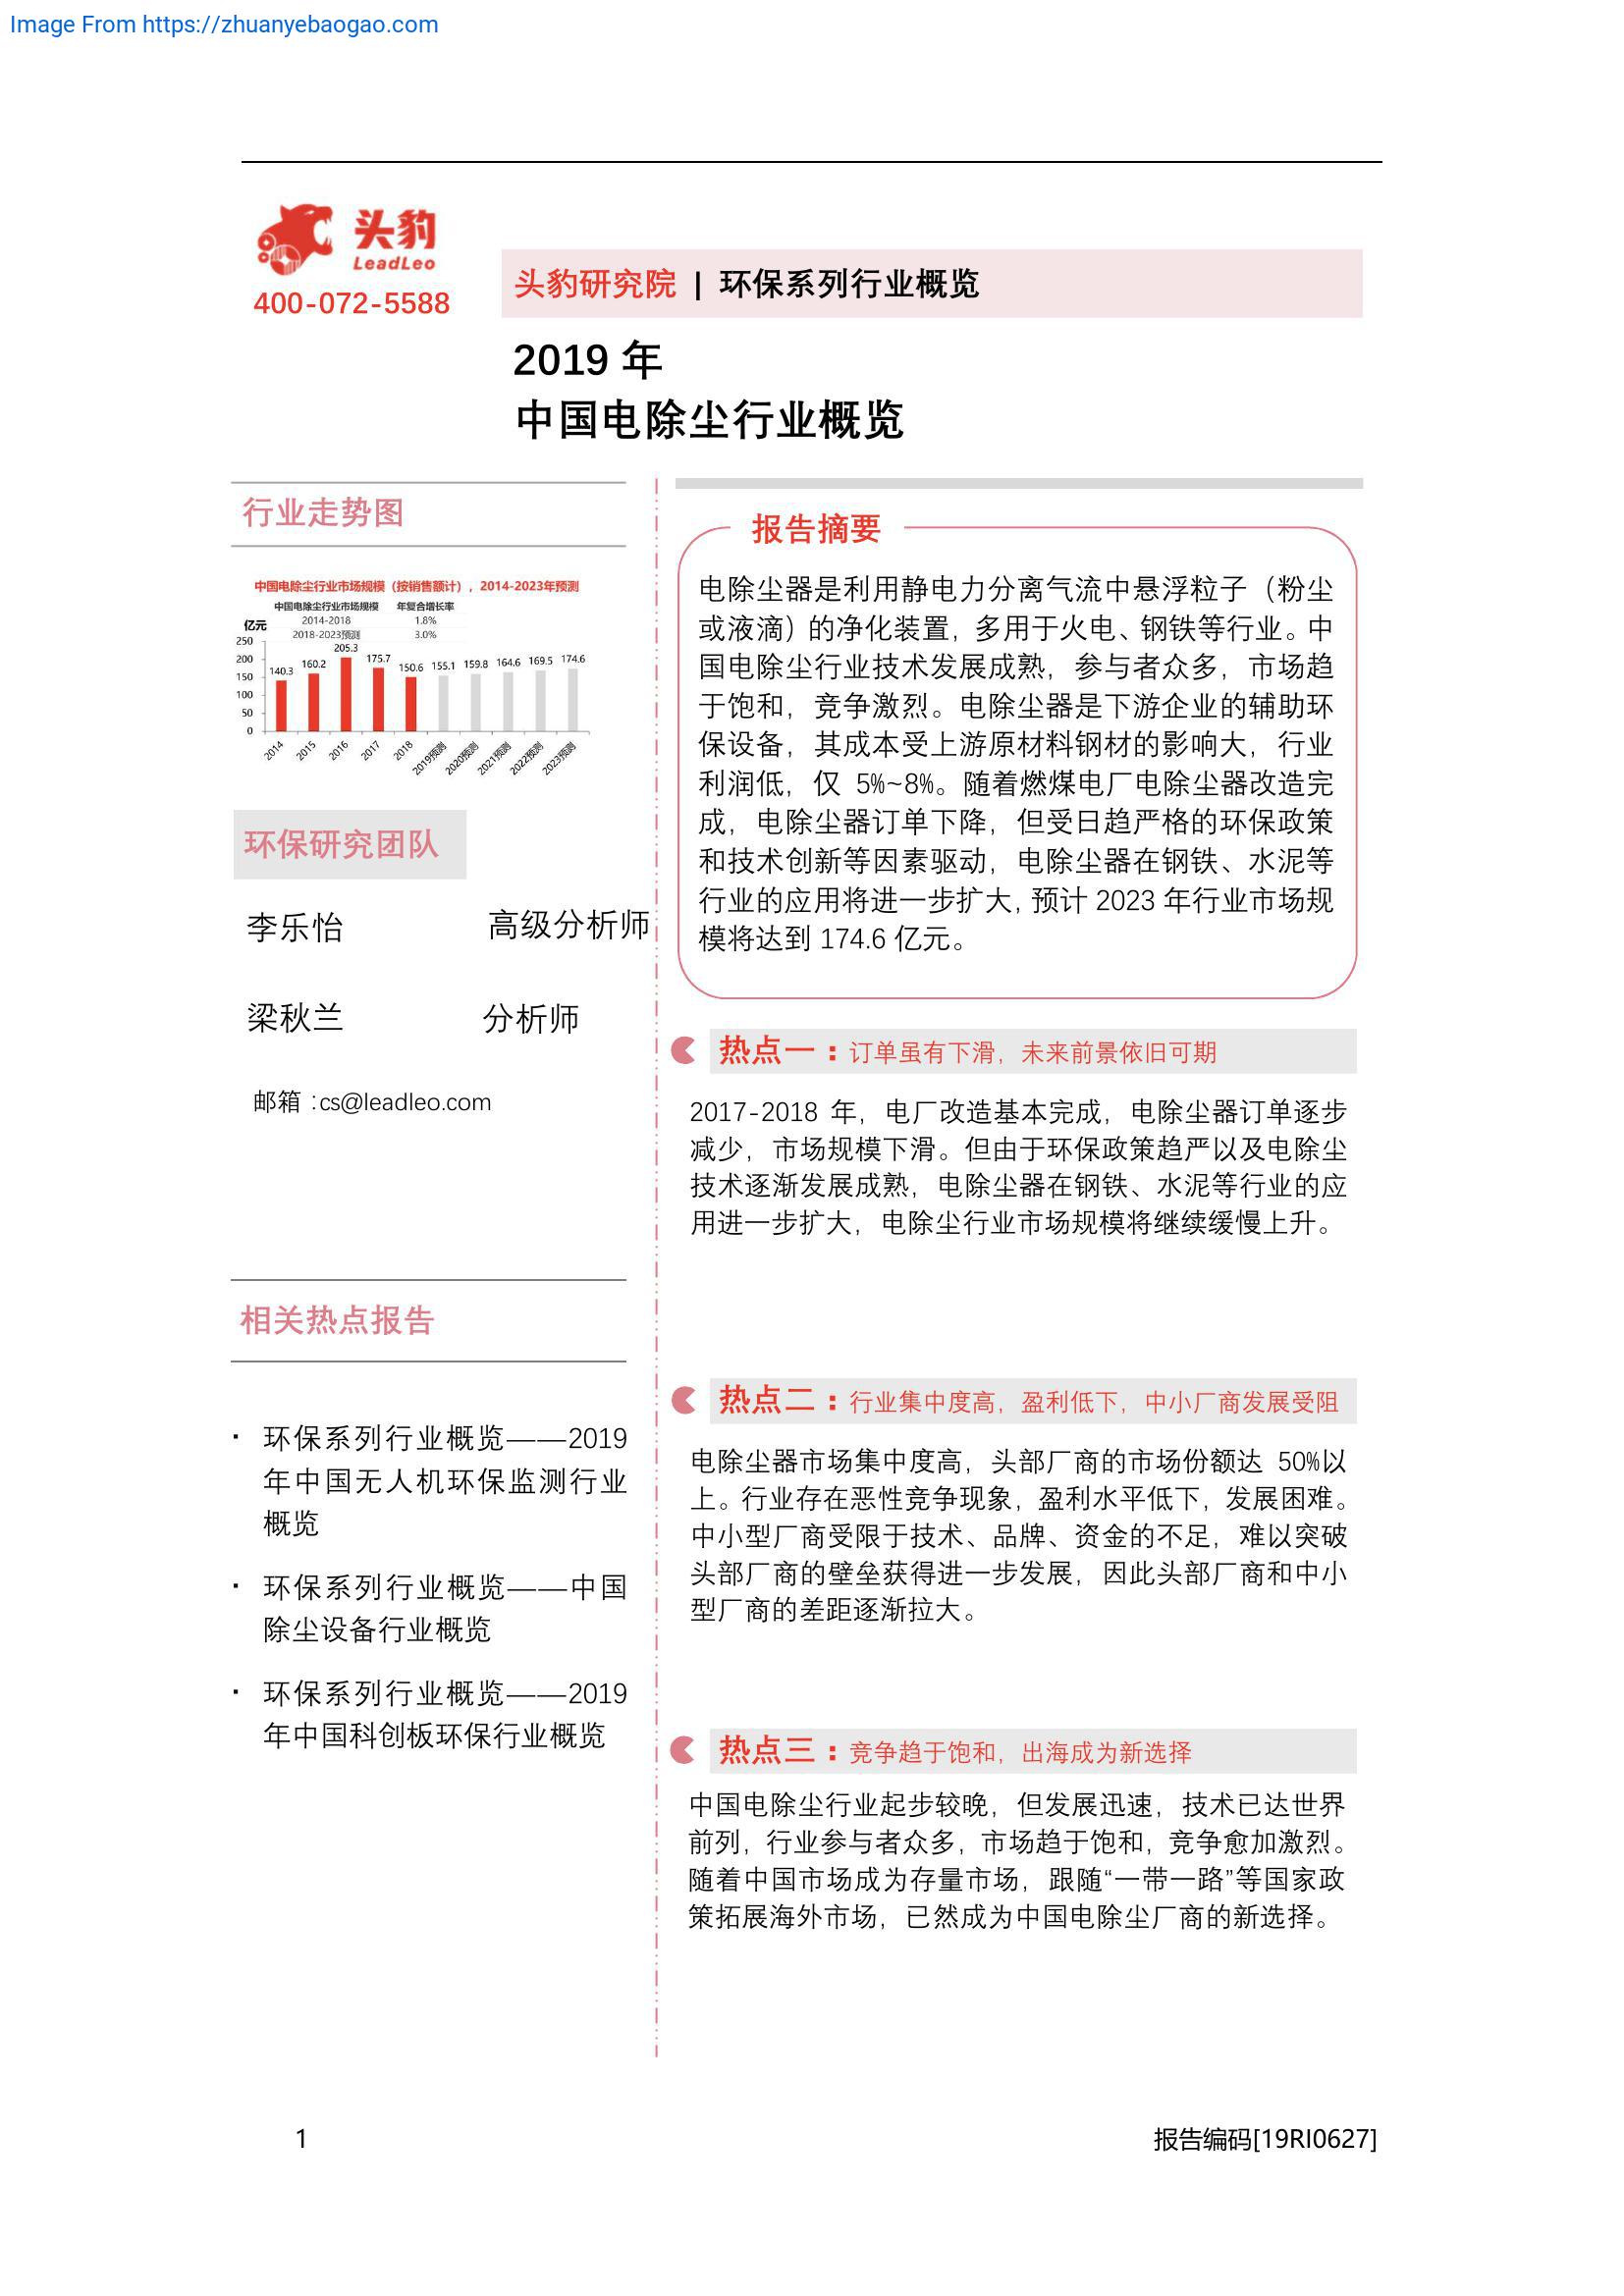 Image From https://zhuanyebaogao.com
头豹
LeadLeo
400-072-5588
头豹研究院 | 环保系列行业概览
2019 年
中国电除尘行业概览
行业走势图
中国电除尘行业市场规模（按销售额计），2014-2023年预测
中国电除尘行业市场规模 年复合增长率
2014-2018 1.8%
2018-2023预测 3.0%
亿元
250
200
150
100
50
0
140.3 160.2 205.3 175.7 150.6 155.1 159.8 164.6 169.5 174.6
2014 2015 2016 2017 2018 2019预测 2020预测 2021预测 2022预测 2023预测
环保研究团队
李乐怡 高级分析师
梁秋兰 分析师
邮箱：cs@leadleo.com
相关热点报告
· 环保系列行业概览——2019
年中国无人机环保监测行业
概览
· 环保系列行业概览——中国
除尘设备行业概览
· 环保系列行业概览——2019
年中国科创板环保行业概览
报告摘要
电除尘器是利用静电力分离气流中悬浮粒子（粉尘
或液滴）的净化装置，多用于火电、钢铁等行业。中
国电除尘行业技术发展成熟，参与者众多，市场趋
于饱和，竞争激烈。电除尘器是下游企业的辅助环
保设备，其成本受上游原材料钢材的影响大，行业
利润低，仅 5%~8%。随着燃煤电厂电除尘器改造完
成，电除尘器订单下降，但受日趋严格的环保政策
和技术创新等因素驱动，电除尘器在钢铁、水泥等
行业的应用将进一步扩大，预计 2023 年行业市场规
模将达到 174.6 亿元。
热点一：订单虽有下滑，未来前景依旧可期
2017-2018 年，电厂改造基本完成，电除尘器订单逐步
减少，市场规模下滑。但由于环保政策趋严以及电除尘
技术逐渐发展成熟，电除尘器在钢铁、水泥等行业的应
用进一步扩大，电除尘行业市场规模将继续缓慢上升。
热点二：行业集中度高，盈利低下，中小厂商发展受阻
电除尘器市场集中度高，头部厂商的市场份额达 50%以
上。行业存在恶性竞争现象，盈利水平低下，发展困难。
中小型厂商受限于技术、品牌、资金的不足，难以突破
头部厂商的壁垒获得进一步发展，因此头部厂商和中小
型厂商的差距逐渐拉大。
热点三：竞争趋于饱和，出海成为新选择
中国电除尘行业起步较晚，但发展迅速，技术已达世界
前列，行业参与者众多，市场趋于饱和，竞争愈加激烈。
随着中国市场成为存量市场，跟随“一带一路”等国家政
策拓展海外市场，已然成为中国电除尘厂商的新选择。
1
报告编码[19RI0627]